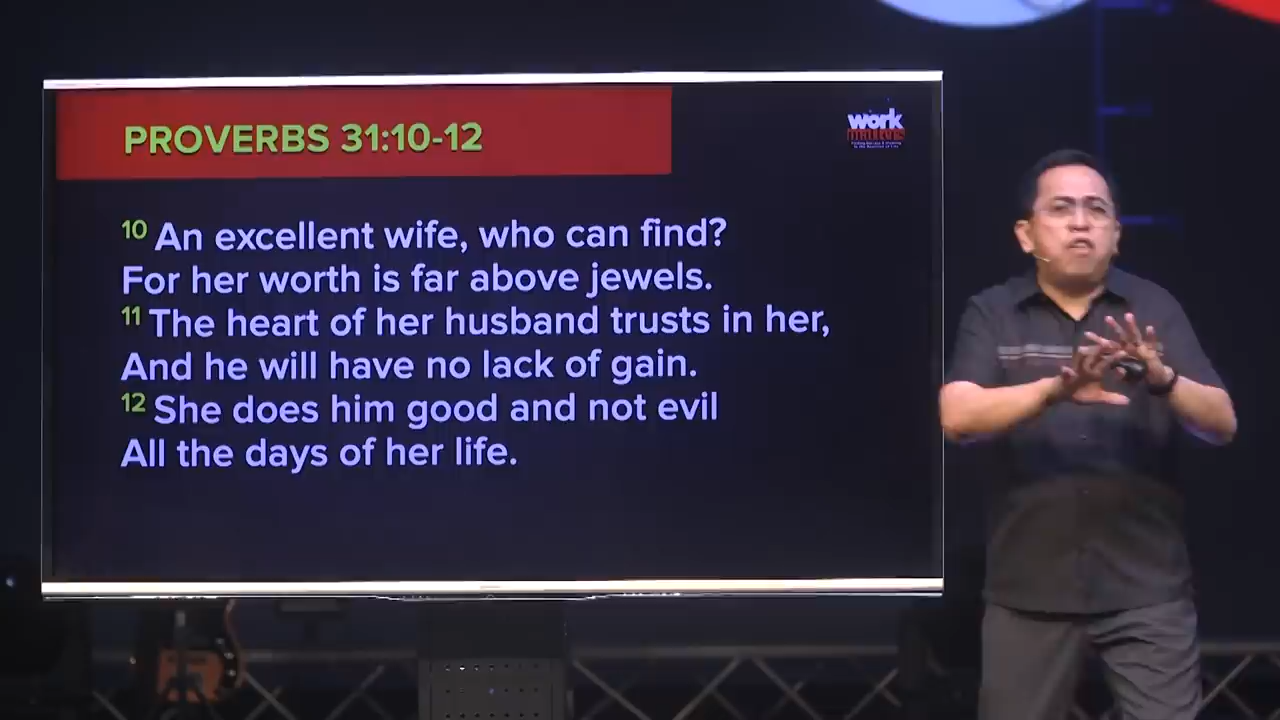 PROVERBS 31:10-12
work
10 An excellent wife, who can find?
For her worth is far above jewels.
11 The heart of her husband trusts in her,
And he will have no lack of gain.
12 She does him good and not evil
All the days of her life.